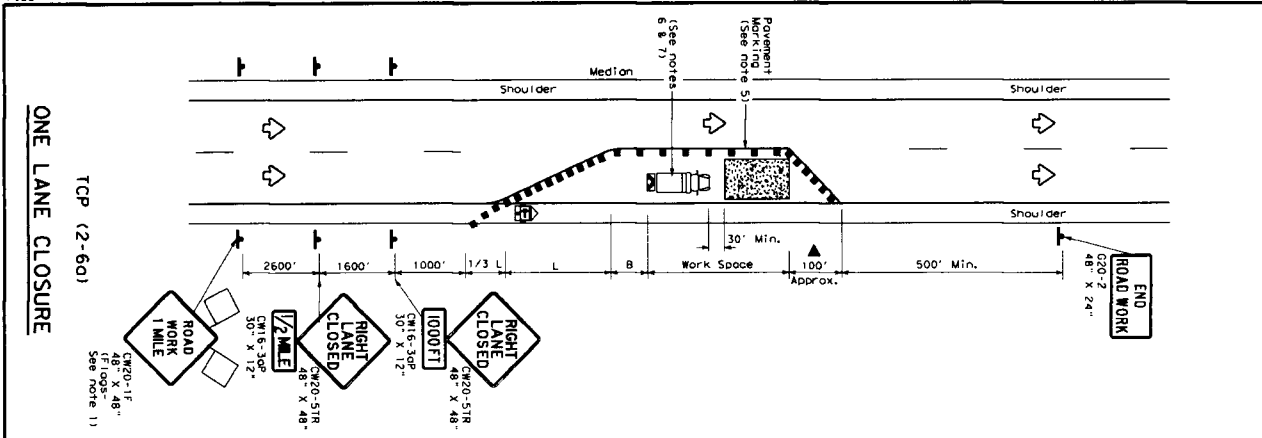 Pavement
Marking
(See note 5)
(See notes
6 & 7)
Median
Shoulder
Shoulder
Shoulder
30' Min.
2600'
1600'
1000'
1/3 L
L
B
Work Space
100'
Approx.
500' Min.
END
ROAD WORK
G20-2
48" X 24"
RIGHT
LANE
CLOSED
1000 FT
CW20-5TR
48" X 48"
CW16-3aP
30" X 12"
RIGHT
LANE
CLOSED
1/2 MILE
CW20-5TR
48" X 48"
CW16-3aP
30" X 12"
ROAD
WORK
1 MILE
CW20-1F
48" X 48"
(Flags-
See note 1)
TCP (2-6a)
ONE LANE CLOSURE